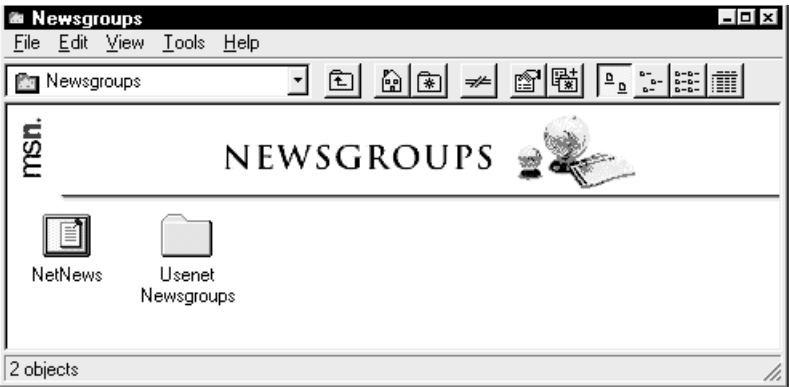 Newsgroups
File Edit View Tools Help
Newsgroups
msn.
NEWSGROUPS
NetNews
Usenet
Newsgroups
2 objects